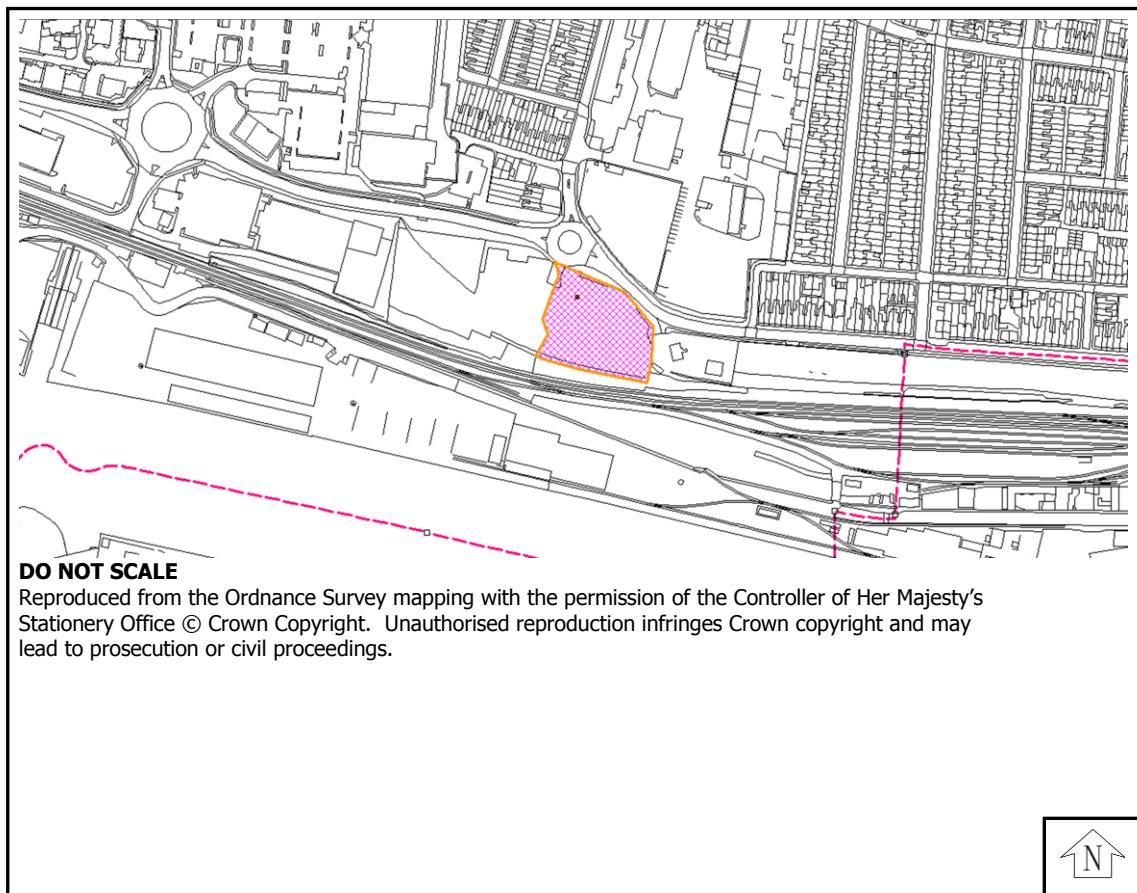 DO NOT SCALE
Reproduced from the Ordnance Survey mapping with the permission of the Controller of Her Majesty’s
Stationery Office © Crown Copyright.  Unauthorised reproduction infringes Crown copyright and may
lead to prosecution or civil proceedings.
N